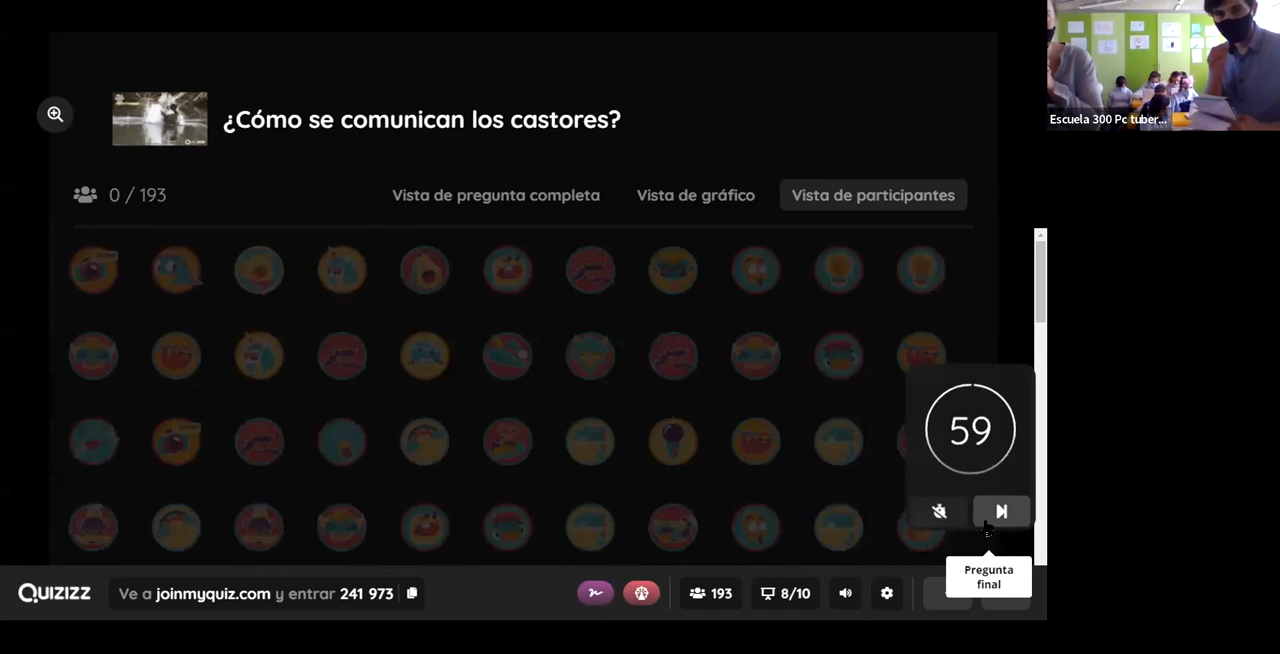 ¿Cómo se comunican los castores?
0 / 193
Vista de pregunta completa
Vista de gráfico
Vista de participantes
59
Pregunta
final
QUIZIZZ
Ve a joinmyquiz.com y entrar 241 973
193
8/10
Escuela 300 Pc tuber...